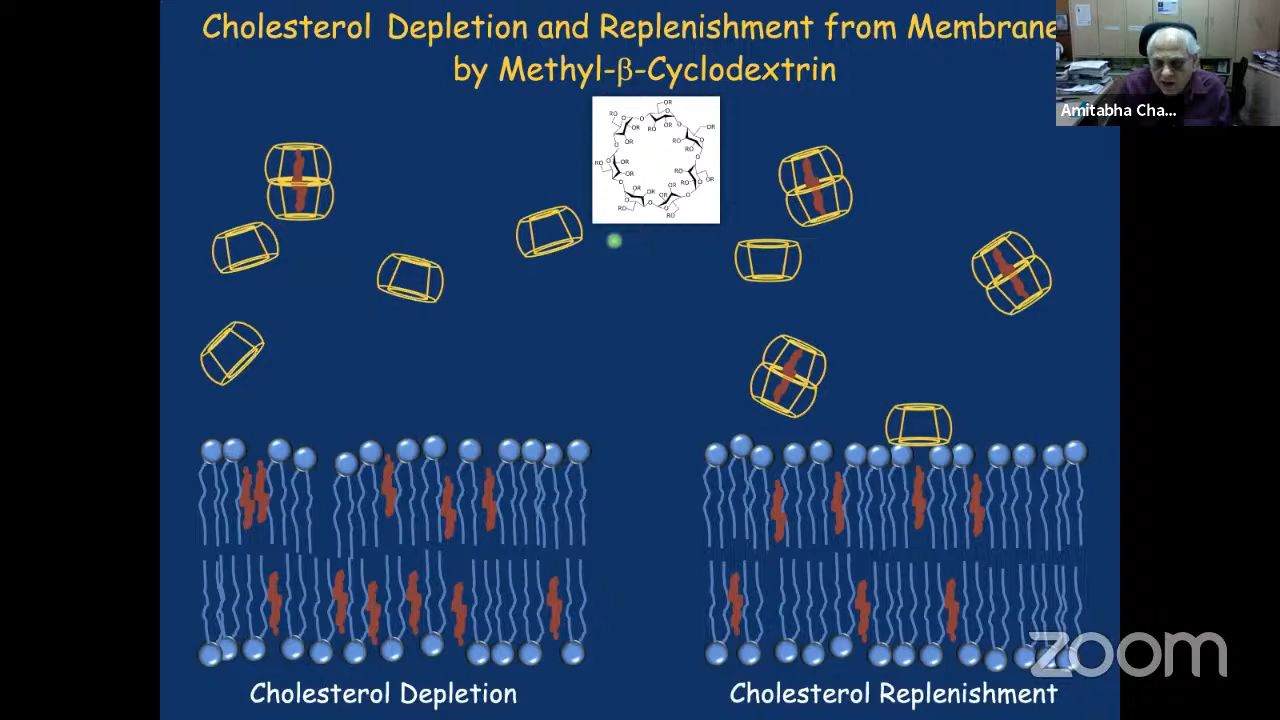 Cholesterol Depletion and Replenishment from Membrane
by Methyl-β-Cyclodextrin
Amitabha Cha...
Cholesterol Depletion
Cholesterol Replenishment
zoom